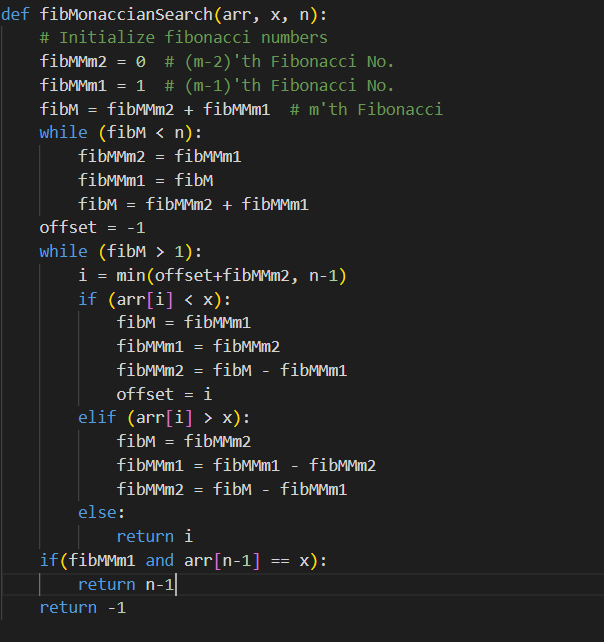 def fibMonaccianSearch(arr, x, n):
    # Initialize fibonacci numbers
    fibMMm2 = 0  # (m-2)'th Fibonacci No.
    fibMMm1 = 1  # (m-1)'th Fibonacci No.
    fibM = fibMMm2 + fibMMm1  # m'th Fibonacci
    while (fibM < n):
        fibMMm2 = fibMMm1
        fibMMm1 = fibM
        fibM = fibMMm2 + fibMMm1
    offset = -1
    while (fibM > 1):
        i = min(offset+fibMMm2, n-1)
        if (arr[i] < x):
            fibM = fibMMm1
            fibMMm1 = fibMMm2
            fibMMm2 = fibM - fibMMm1
            offset = i
        elif (arr[i] > x):
            fibM = fibMMm2
            fibMMm1 = fibMMm1 - fibMMm2
            fibMMm2 = fibM - fibMMm1
        else:
            return i
    if(fibMMm1 and arr[n-1] == x):
        return n-1
    return -1